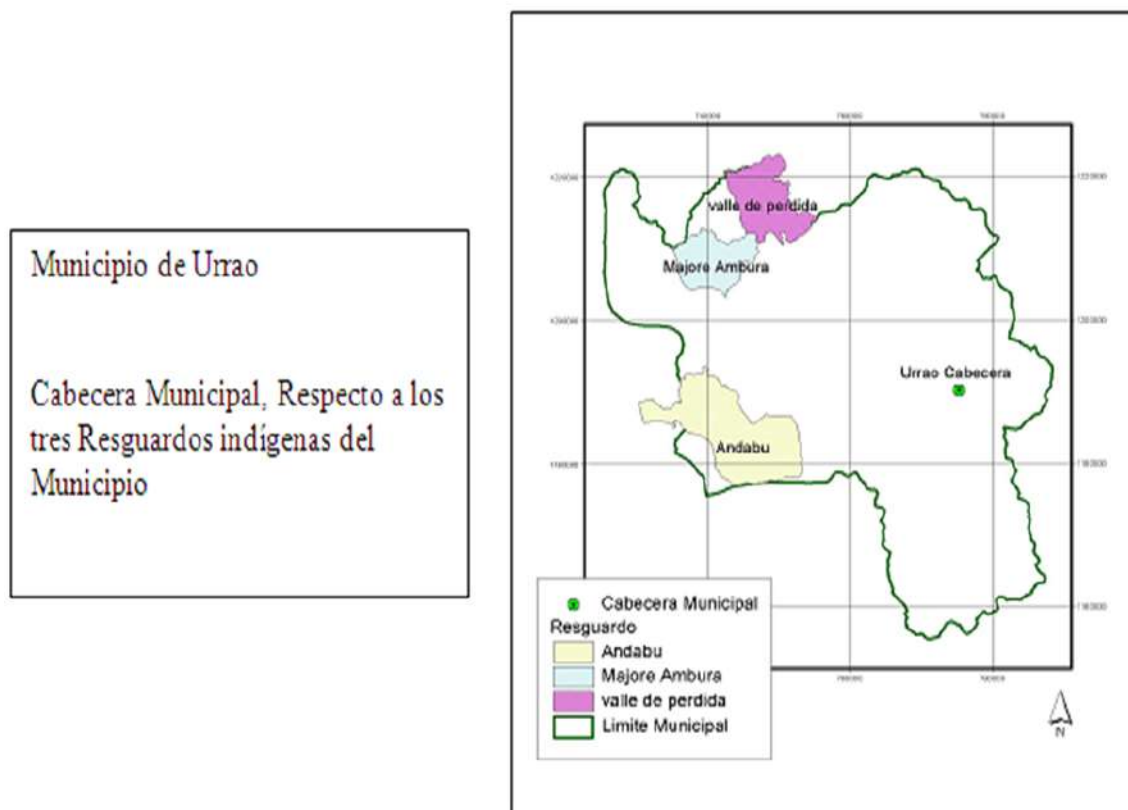 Municipio de Urrao
Cabecera Municipal, Respecto a los
tres Resguardos indígenas del
Municipio
valle de perdida
Majore Ambura
Urrao Cabecera
Andabu
Cabecera Municipal
Resguardo
Andabu
Majore Ambura
valle de perdida
Limite Municipal
N